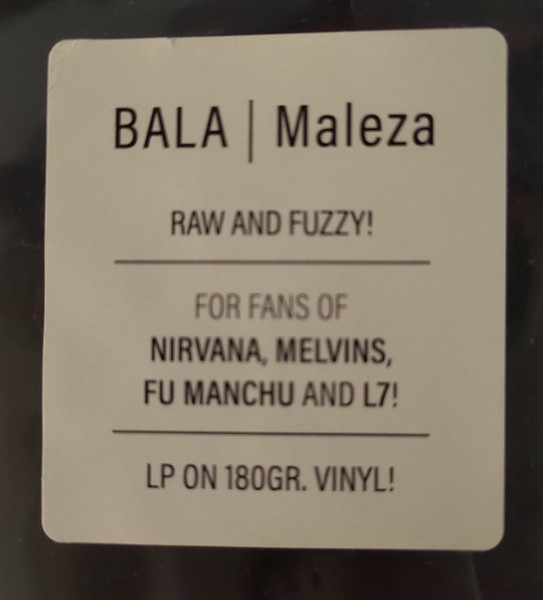 BALA | Maleza
RAW AND FUZZY!
FOR FANS OF
NIRVANA, MELVINS,
FU MANCHU AND L7!
LP ON 180GR. VINYL!